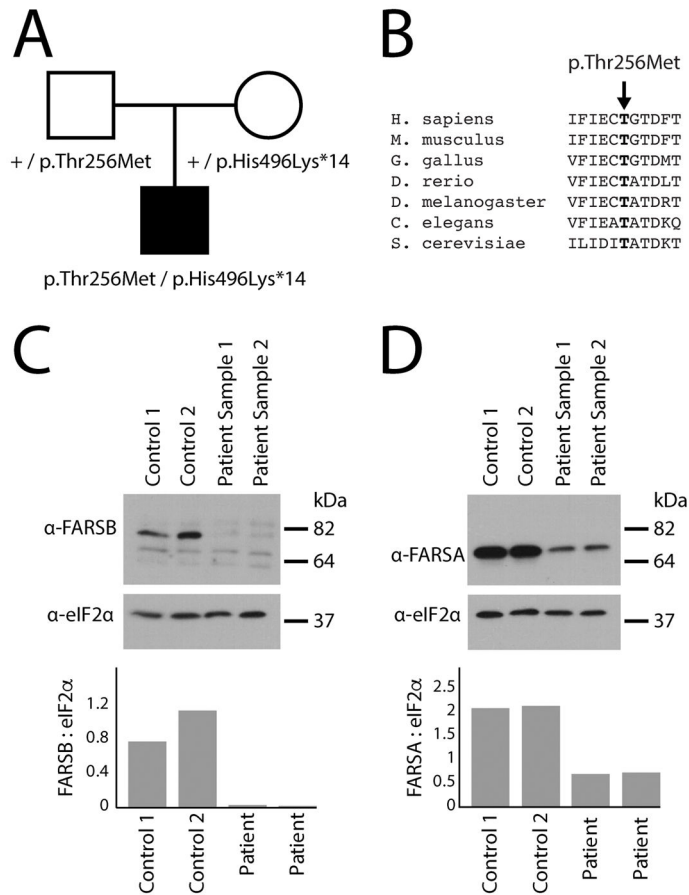 A
+ / p.Thr256Met
+ / p.His496Lys*14
p.Thr256Met / p.His496Lys*14
B
p.Thr256Met
H. sapiens IFIECTGTDFT
M. musculus IFIECTGTDFT
G. gallus VFIECTGTDMT
D. rerio VFIECTATDLT
D. melanogaster VFIECTATDRT
C. elegans VFIEATATDKQ
S. cerevisiae ILIDITATDKT
C
Control 1
Control 2
Patient Sample 1
Patient Sample 2
kDa
α-FARSB
82
64
α-eIF2α
37
FARSB : eIF2α
1.2
0.8
0.4
0
Control 1
Control 2
Patient
Patient
D
Control 1
Control 2
Patient Sample 1
Patient Sample 2
kDa
82
α-FARSA
64
α-eIF2α
37
FARSA : eIF2α
2.5
2
1.5
1
0.5
0
Control 1
Control 2
Patient
Patient